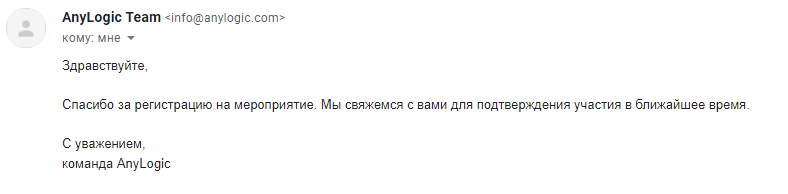 AnyLogic Team <info@anylogic.com>
кому: мне
Здравствуйте,
Спасибо за регистрацию на мероприятие. Мы свяжемся с вами для подтверждения участия в ближайшее время.
С уважением,
команда AnyLogic